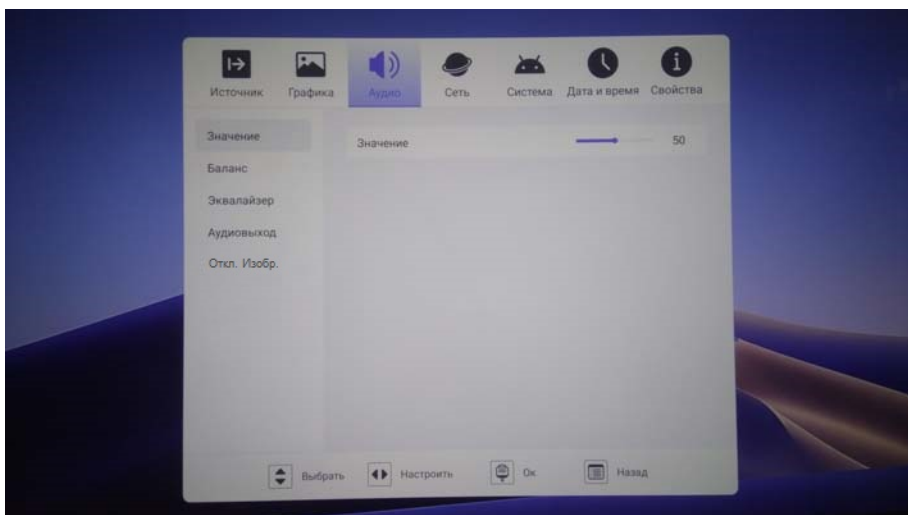 Источник Графика Аудио Сеть Система Дата и время Свойства
Значение
Значение 50
Баланс
Эквалайзер
Аудиовыход
Откл. Изобр.
Выбрать Настроить Ок Назад